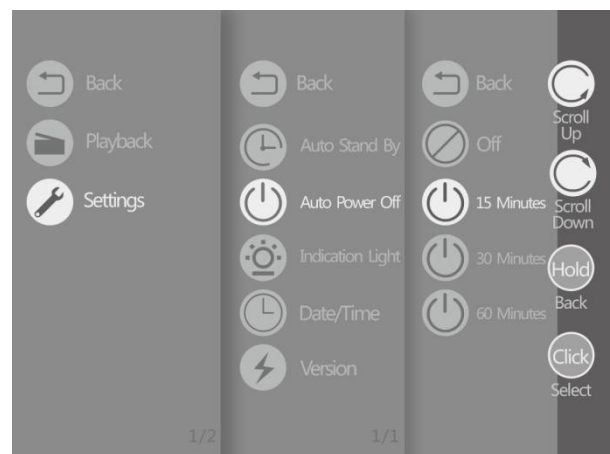 Back
Playback
Settings
1/2
Back
Auto Stand By
Auto Power Off
Indication Light
Date/Time
Version
1/1
Back
Off
15 Minutes
30 Minutes
60 Minutes
Scroll
Up
Scroll
Down
Hold
Back
Click
Select